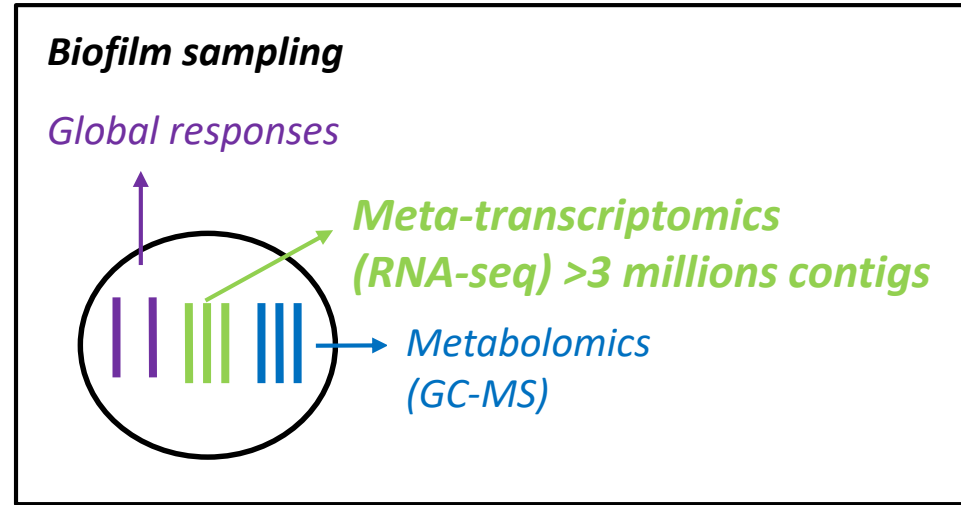 Biofilm sampling
Global responses
Meta-transcriptomics
(RNA-seq) >3 millions contigs
Metabolomics
(GC-MS)